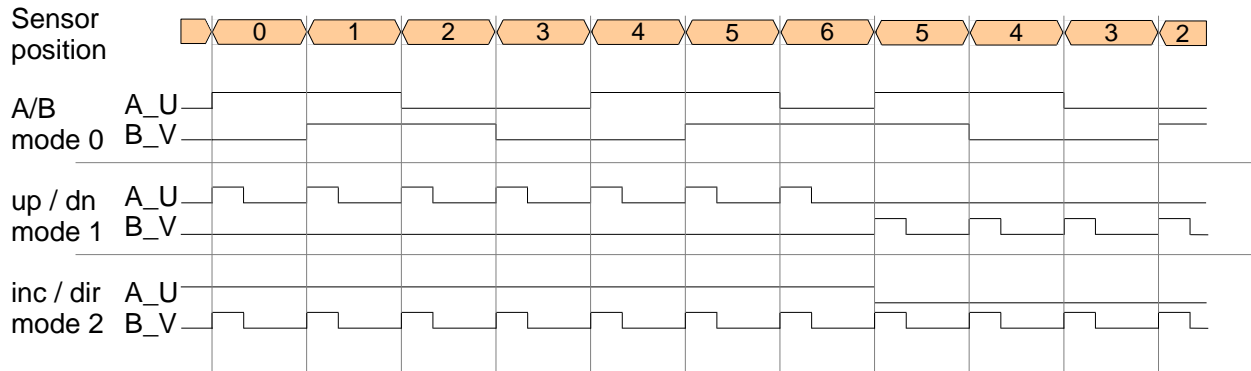 Sensor position
0 1 2 3 4 5 6 5 4 3 2
A/B mode 0
A_U
B_V
up / dn mode 1
A_U
B_V
inc / dir mode 2
A_U
B_V